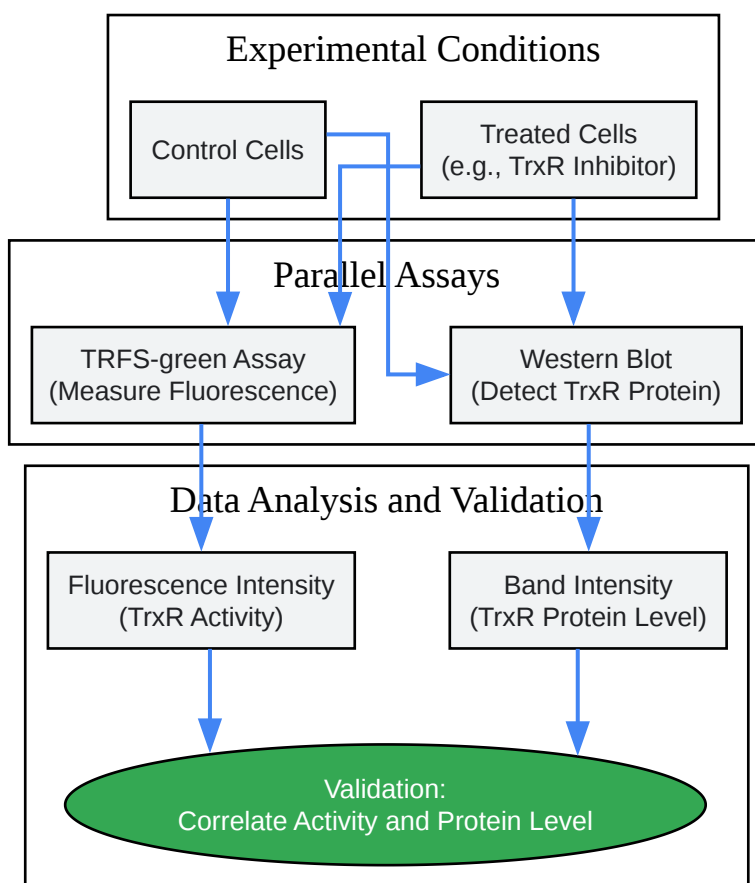 Experimental Conditions
Control Cells
Treated Cells
(e.g., TrxR Inhibitor)
Parallel Assays
TRFS-green Assay
(Measure Fluorescence)
Western Blot
(Detect TrxR Protein)
Data Analysis and Validation
Fluorescence Intensity
(TrxR Activity)
Band Intensity
(TrxR Protein Level)
Validation:
Correlate Activity and Protein Level